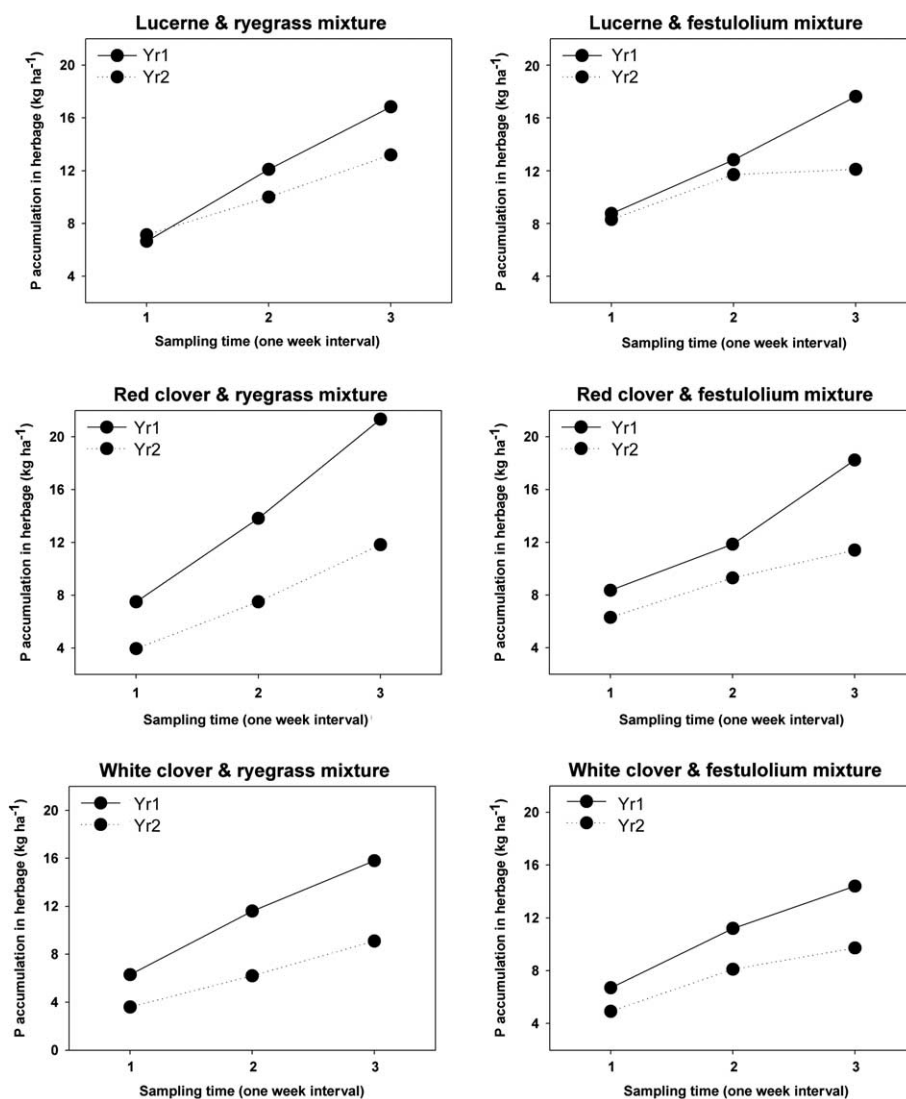 Lucerne & ryegrass mixture
P accumulation in herbage (kg ha⁻¹)
20
16
12
8
4
Yr1
Yr2
1
2
3
Sampling time (one week interval)
Lucerne & festulolium mixture
P accumulation in herbage (kg ha⁻¹)
20
16
12
8
4
Yr1
Yr2
1
2
3
Sampling time (one week interval)
Red clover & ryegrass mixture
P accumulation in herbage (kg ha⁻¹)
20
16
12
8
4
Yr1
Yr2
1
2
3
Sampling time (one week interval)
Red clover & festulolium mixture
P accumulation in herbage (kg ha⁻¹)
20
16
12
8
4
Yr1
Yr2
1
2
3
Sampling time (one week interval)
White clover & ryegrass mixture
P accumulation in herbage (kg ha⁻¹)
20
16
12
8
4
0
Yr1
Yr2
1
2
3
Sampling time (one week interval)
White clover & festulolium mixture
P accumulation in herbage (kg ha⁻¹)
20
16
12
8
4
Yr1
Yr2
1
2
3
Sampling time (one week interval)